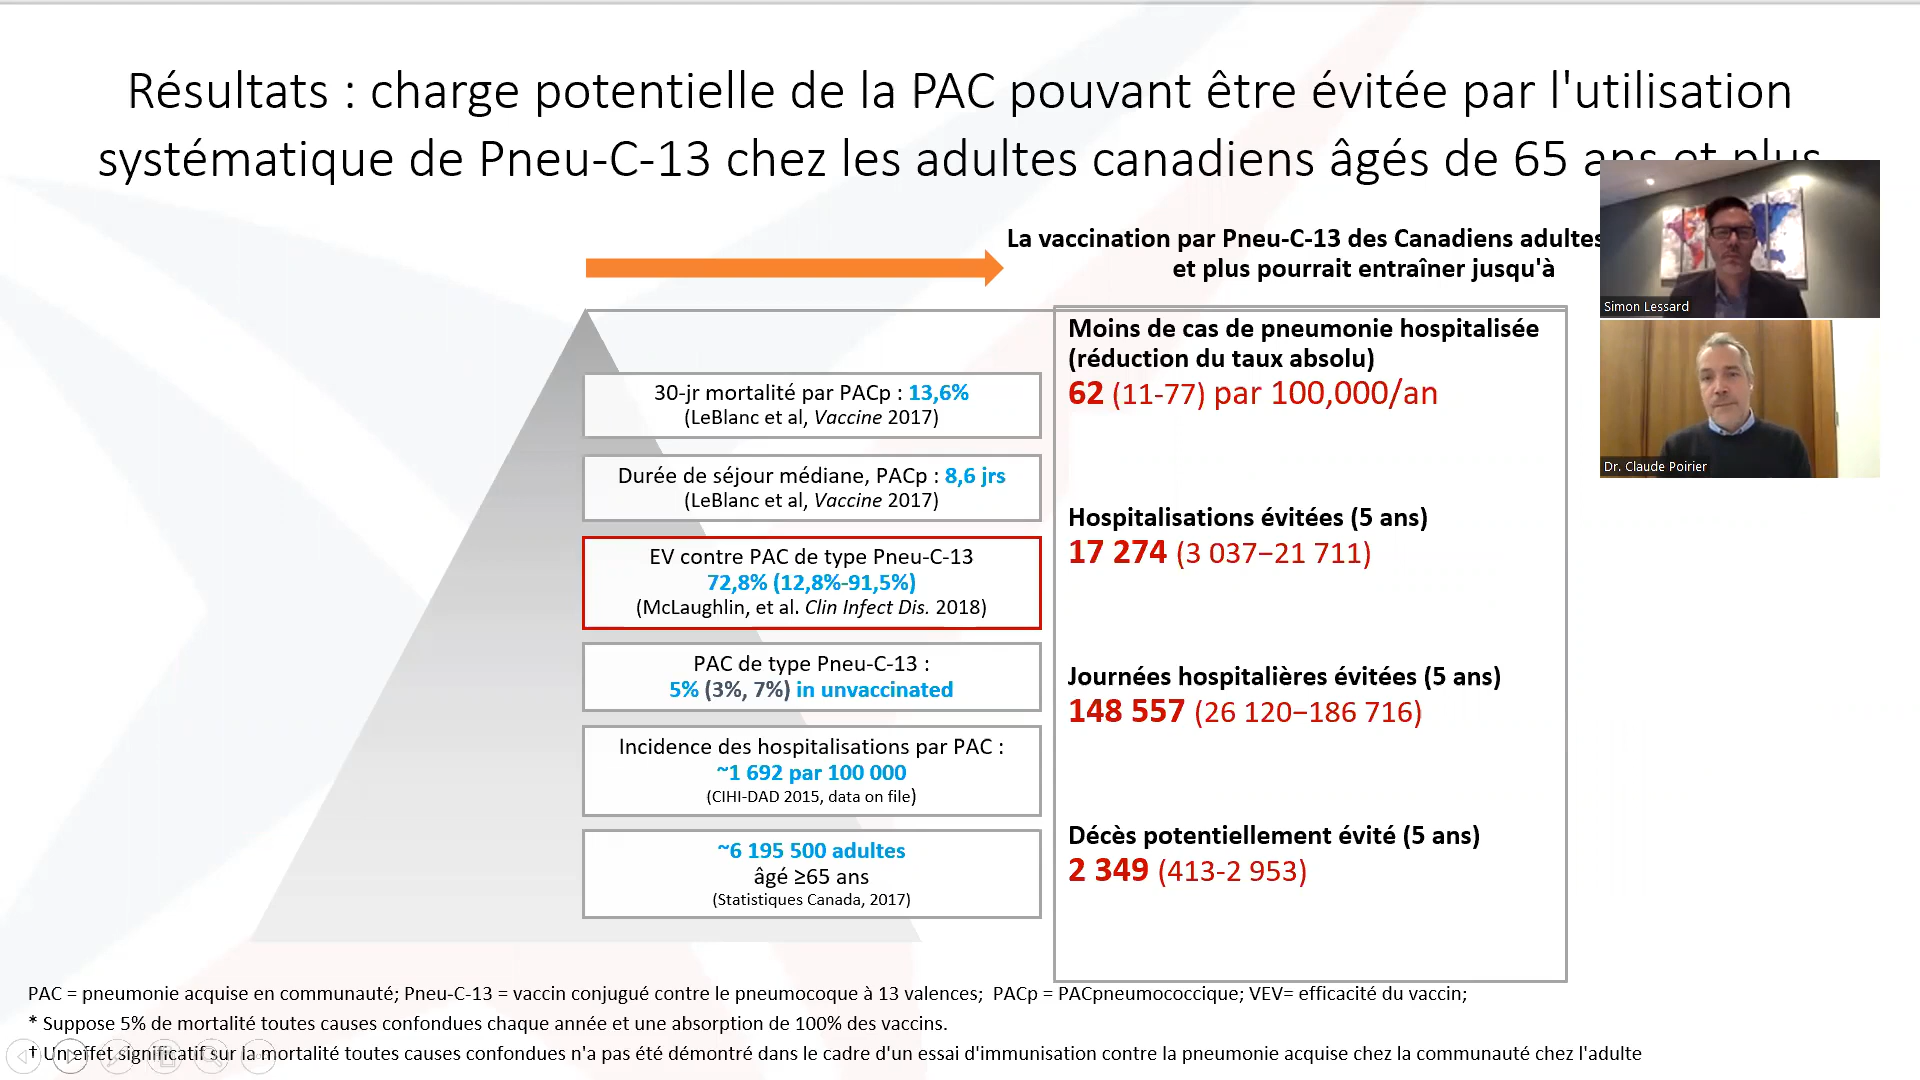 Résultats : charge potentielle de la PAC pouvant être évitée par l'utilisation
systématique de Pneu-C-13 chez les adultes canadiens âgés de 65 ans et plus
La vaccination par Pneu-C-13 des Canadiens adultes
et plus pourrait entraîner jusqu'à
30-jr mortalité par PACp : 13,6%
(LeBlanc et al, Vaccine 2017)
Durée de séjour médiane, PACp : 8,6 jrs
(LeBlanc et al, Vaccine 2017)
EV contre PAC de type Pneu-C-13
72,8% (12,8%-91,5%)
(McLaughlin, et al. Clin Infect Dis. 2018)
PAC de type Pneu-C-13 :
5% (3%, 7%) in unvaccinated
Incidence des hospitalisations par PAC :
~1 692 par 100 000
(CIHI-DAD 2015, data on file)
~6 195 500 adultes
âgé ≥65 ans
(Statistiques Canada, 2017)
Moins de cas de pneumonie hospitalisée
(réduction du taux absolu)
62 (11-77) par 100,000/an
Hospitalisations évitées (5 ans)
17 274 (3 037–21 711)
Journées hospitalières évitées (5 ans)
148 557 (26 120–186 716)
Décès potentiellement évité (5 ans)
2 349 (413-2 953)
Simon Lessard
Dr. Claude Poirier
PAC = pneumonie acquise en communauté; Pneu-C-13 = vaccin conjugué contre le pneumocoque à 13 valences; PACp = PACpneumococcique; VEV= efficacité du vaccin;
* Suppose 5% de mortalité toutes causes confondues chaque année et une absorption de 100% des vaccins.
† Un effet significatif sur la mortalité toutes causes confondues n'a pas été démontré dans le cadre d'un essai d'immunisation contre la pneumonie acquise chez la communauté chez l'adulte